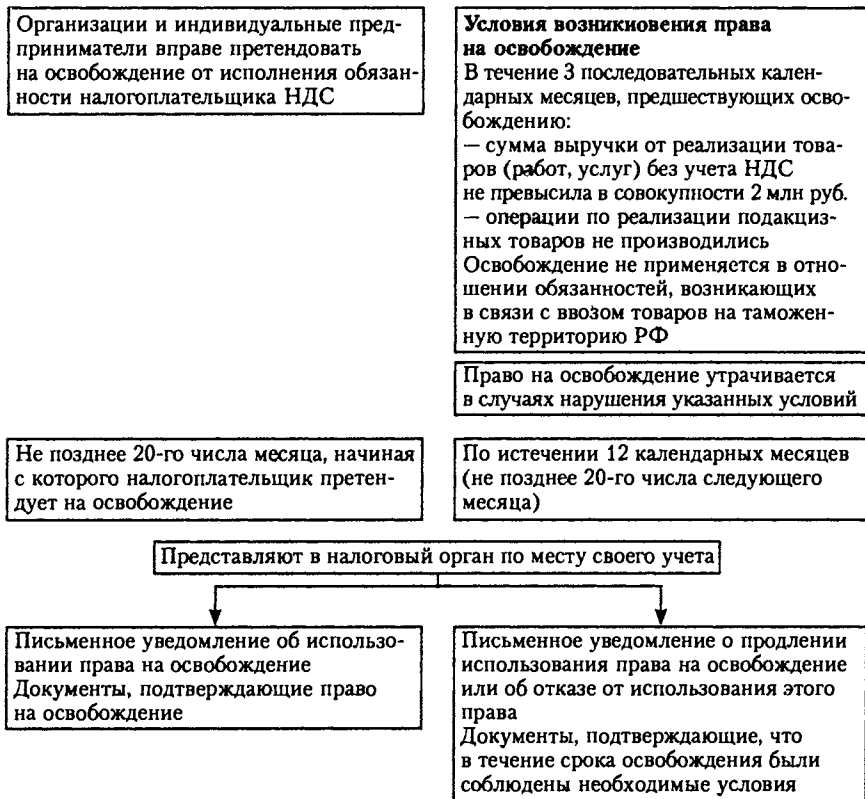 Организации и индивидуальные пред-
приниматели вправе претендовать
на освобождение от исполнения обязан-
ности налогоплательщика НДС
Условия возникиовения права
на освобождение
В течение 3 последовательных кален-
дарных месяцев, предшествующих осво-
бождению:
— сумма выручки от реализации това-
ров (работ, услуг) без учета НДС
не превысила в совокупности 2 млн руб.
— операции по реализации подакциз-
ных товаров не производились
Освобождение не применяется в отно-
шении обязанностей, возникающих
в связи с ввозом товаров на таможен-
ную территорию РФ
Право на освобождение утрачивается
в случаях нарушения указанных условий
Не позднее 20-го числа месяца, начиная
с которого налогоплательщик претен-
дует на освобождение
По истечении 12 календарных месяцев
(не позднее 20-го числа следующего
месяца)
Представляют в налоговый орган по месту своего учета
Письменное уведомление об использо-
вании права на освобождение
Документы, подтверждающие право
на освобождение
Письменное уведомление о продлении
использования права на освобождение
или об отказе от использования этого
права
Документы, подтверждающие, что
в течение срока освобождения были
соблюдены необходимые условия